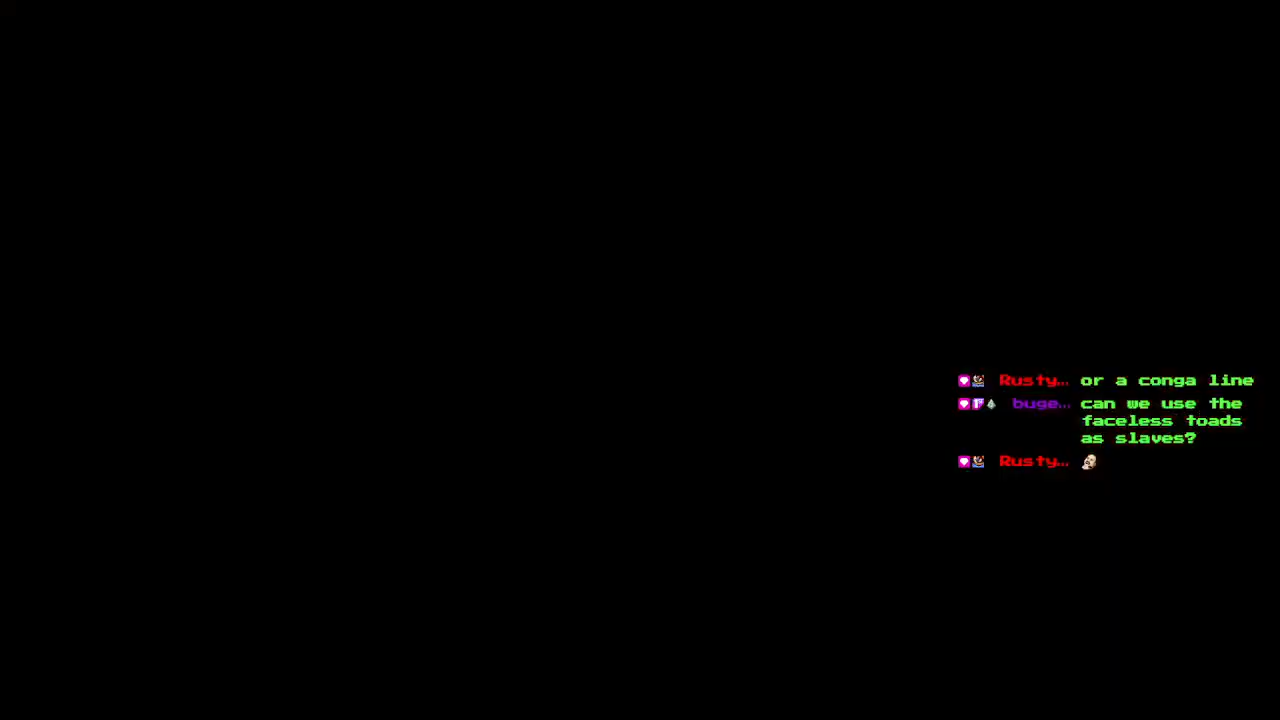 Rusty... or a conga line
buge... can we use the
faceless toads
as slaves?
Rusty...